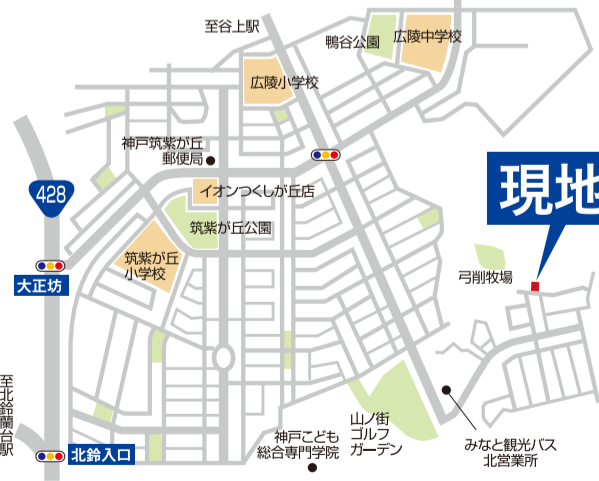 至谷上駅
鴨谷公園
広陵中学校
広陵小学校
神戸筑紫が丘
郵便局
イオンつくしが丘店
428
筑紫が丘公園
現地
筑紫が丘
小学校
弓削牧場
大正坊
至北鈴蘭台駅
北鈴入口
神戸こども
総合専門学院
山ノ街
ゴルフ
ガーデン
みなと観光バス
北営業所